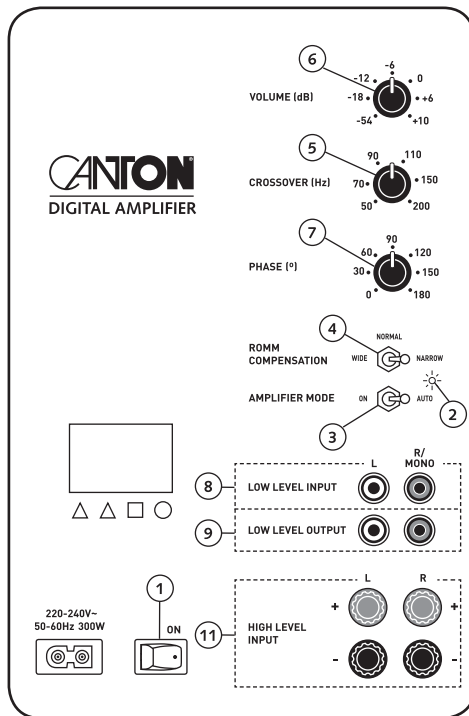 6
-6
-12 0
VOLUME (dB) -18 +6
-54 +10
5
90 110
CROSSOVER (Hz) 70 150
50 200
CANTON
DIGITAL AMPLIFIER
7
90
60 120
PHASE (º) 30 150
0 180
4
NORMAL
ROMM
COMPENSATION
WIDE NARROW
AMPLIFIER MODE ON AUTO
2
3
L R/
MONO
8 LOW LEVEL INPUT
9 LOW LEVEL OUTPUT
1
220-240V~
50-60Hz 300W
ON
L R
+ +
11 HIGH LEVEL
INPUT
- -